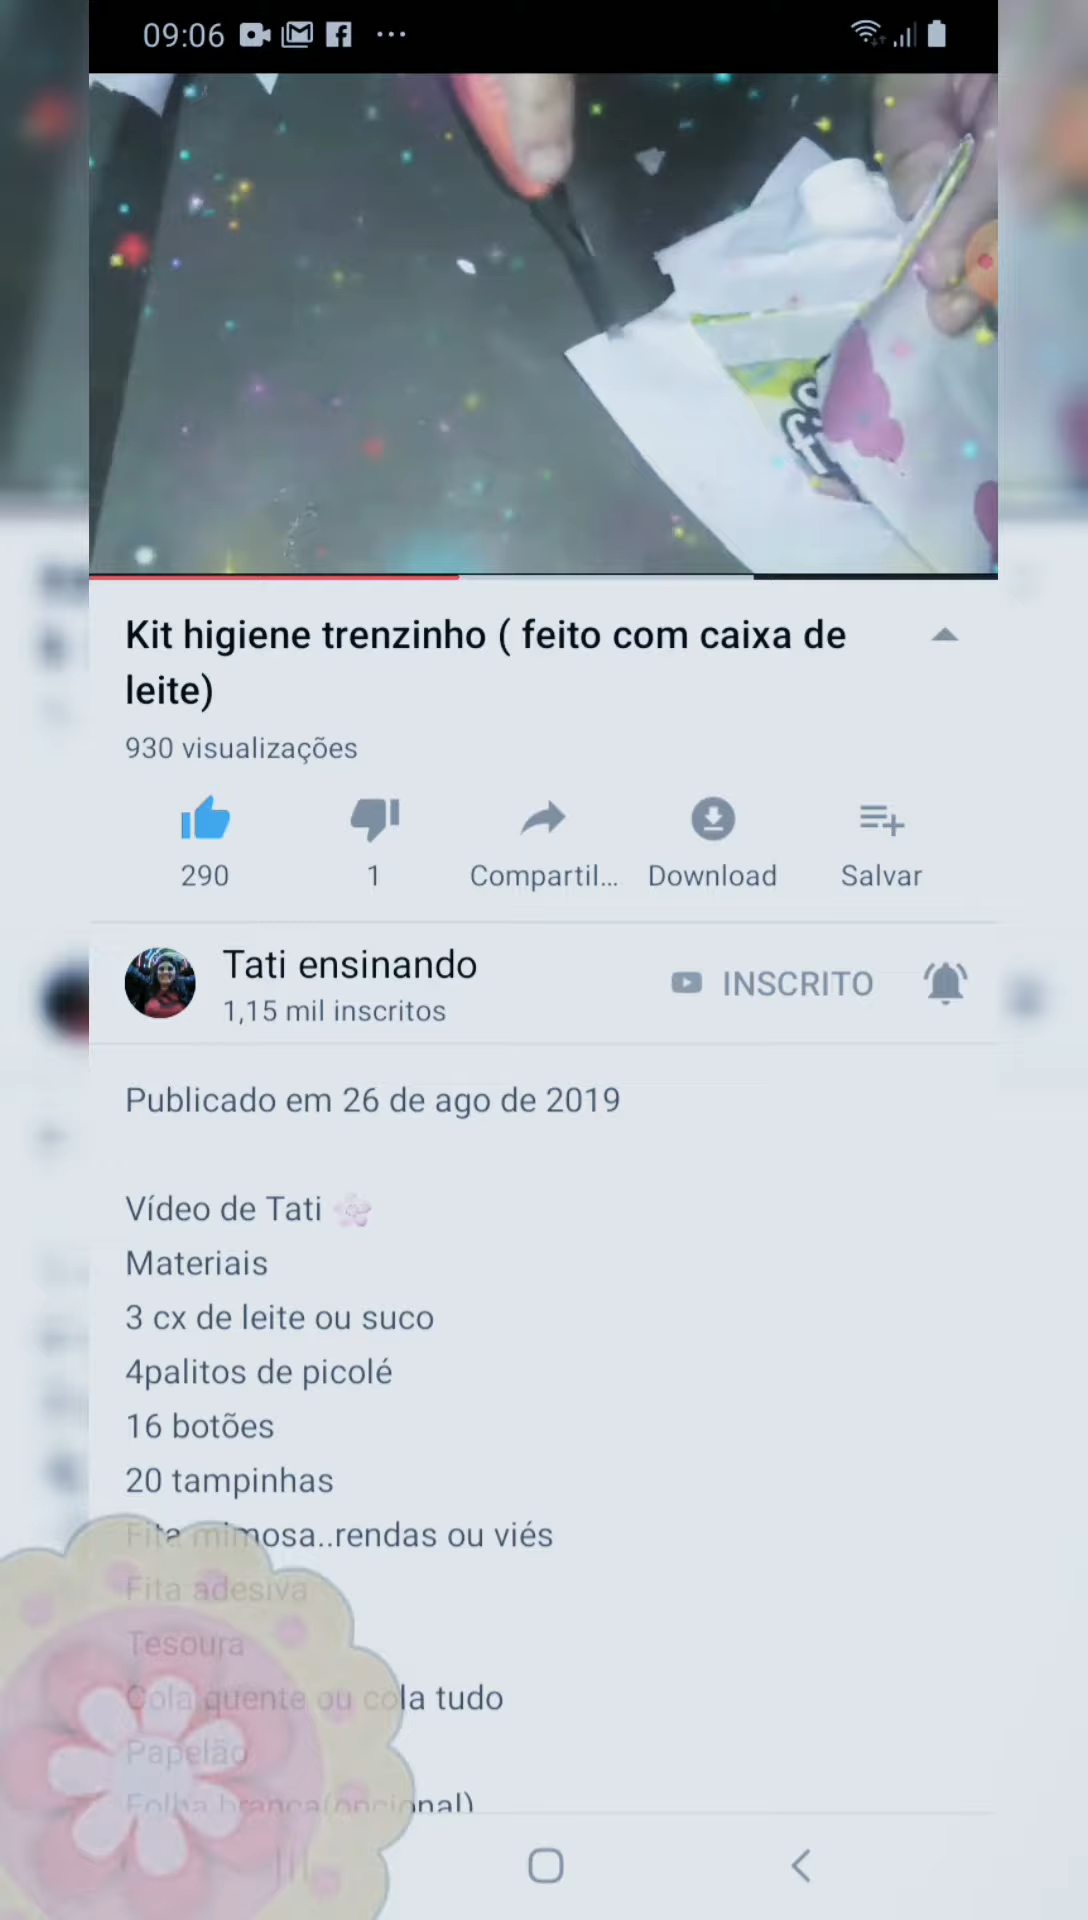 09:06
Kit higiene trenzinho ( feito com caixa de
leite)
930 visualizações
290
1
Compartil...
Download
Salvar
Tati ensinando
1,15 mil inscritos
INSCRITO
Publicado em 26 de ago de 2019
Vídeo de Tati
Materiais
3 cx de leite ou suco
4palitos de picolé
16 botões
20 tampinhas
Fita mimosa..rendas ou viés
Fita adesiva
Tesoura
Cola quente ou cola tudo
Papelão
Folha branca(opcional)